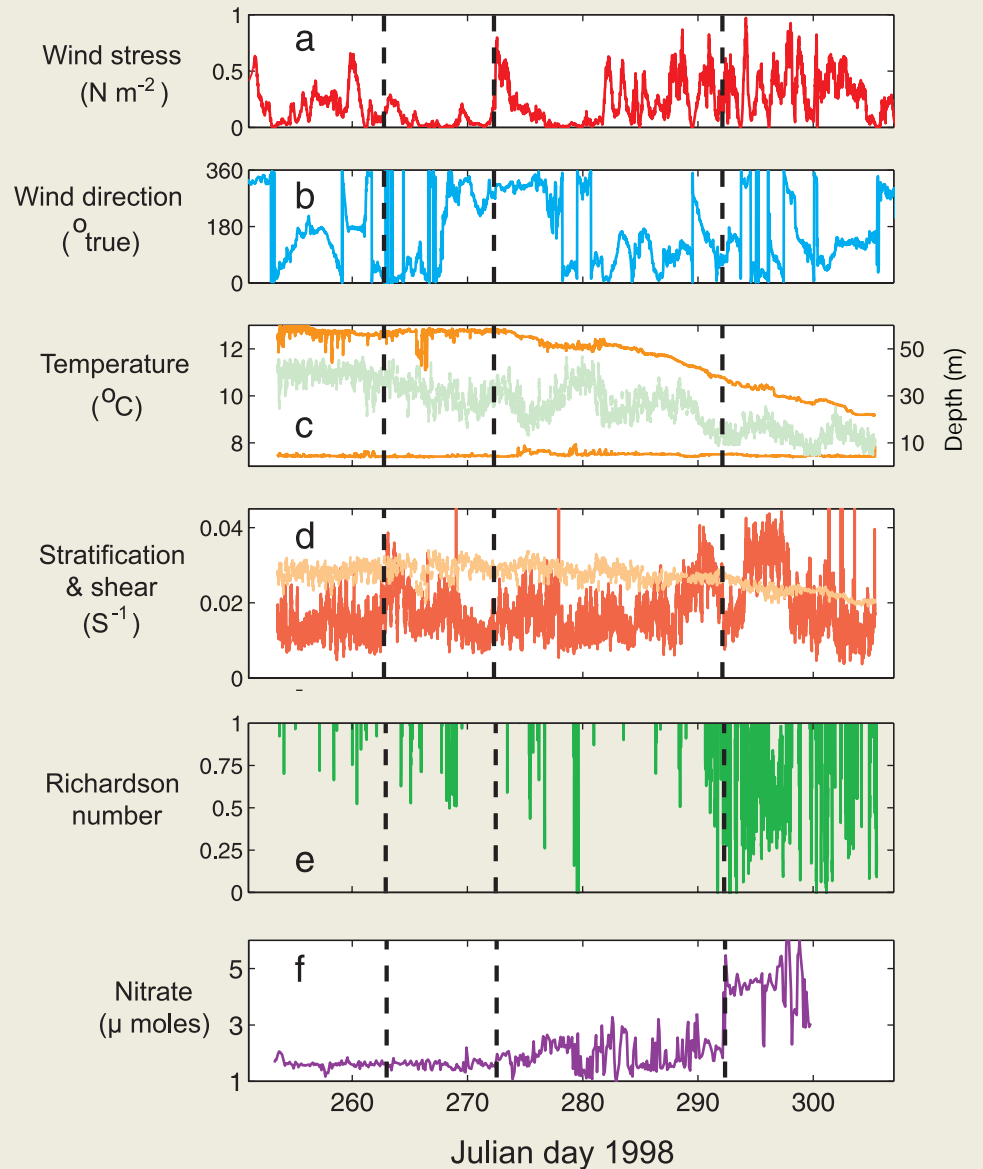 Wind stress
(N m-2 )
1
0.5
0
a
Wind direction
(o true)
360
180
0
b
Temperature
(oC)
12
10
8
c
50
30
10
Depth (m)
Stratification
& shear
(S-1)
0.04
0.02
0
d
Richardson
number
1
0.75
0.5
0.25
0
e
Nitrate
(μ moles)
5
3
1
f
260 270 280 290 300
Julian day 1998